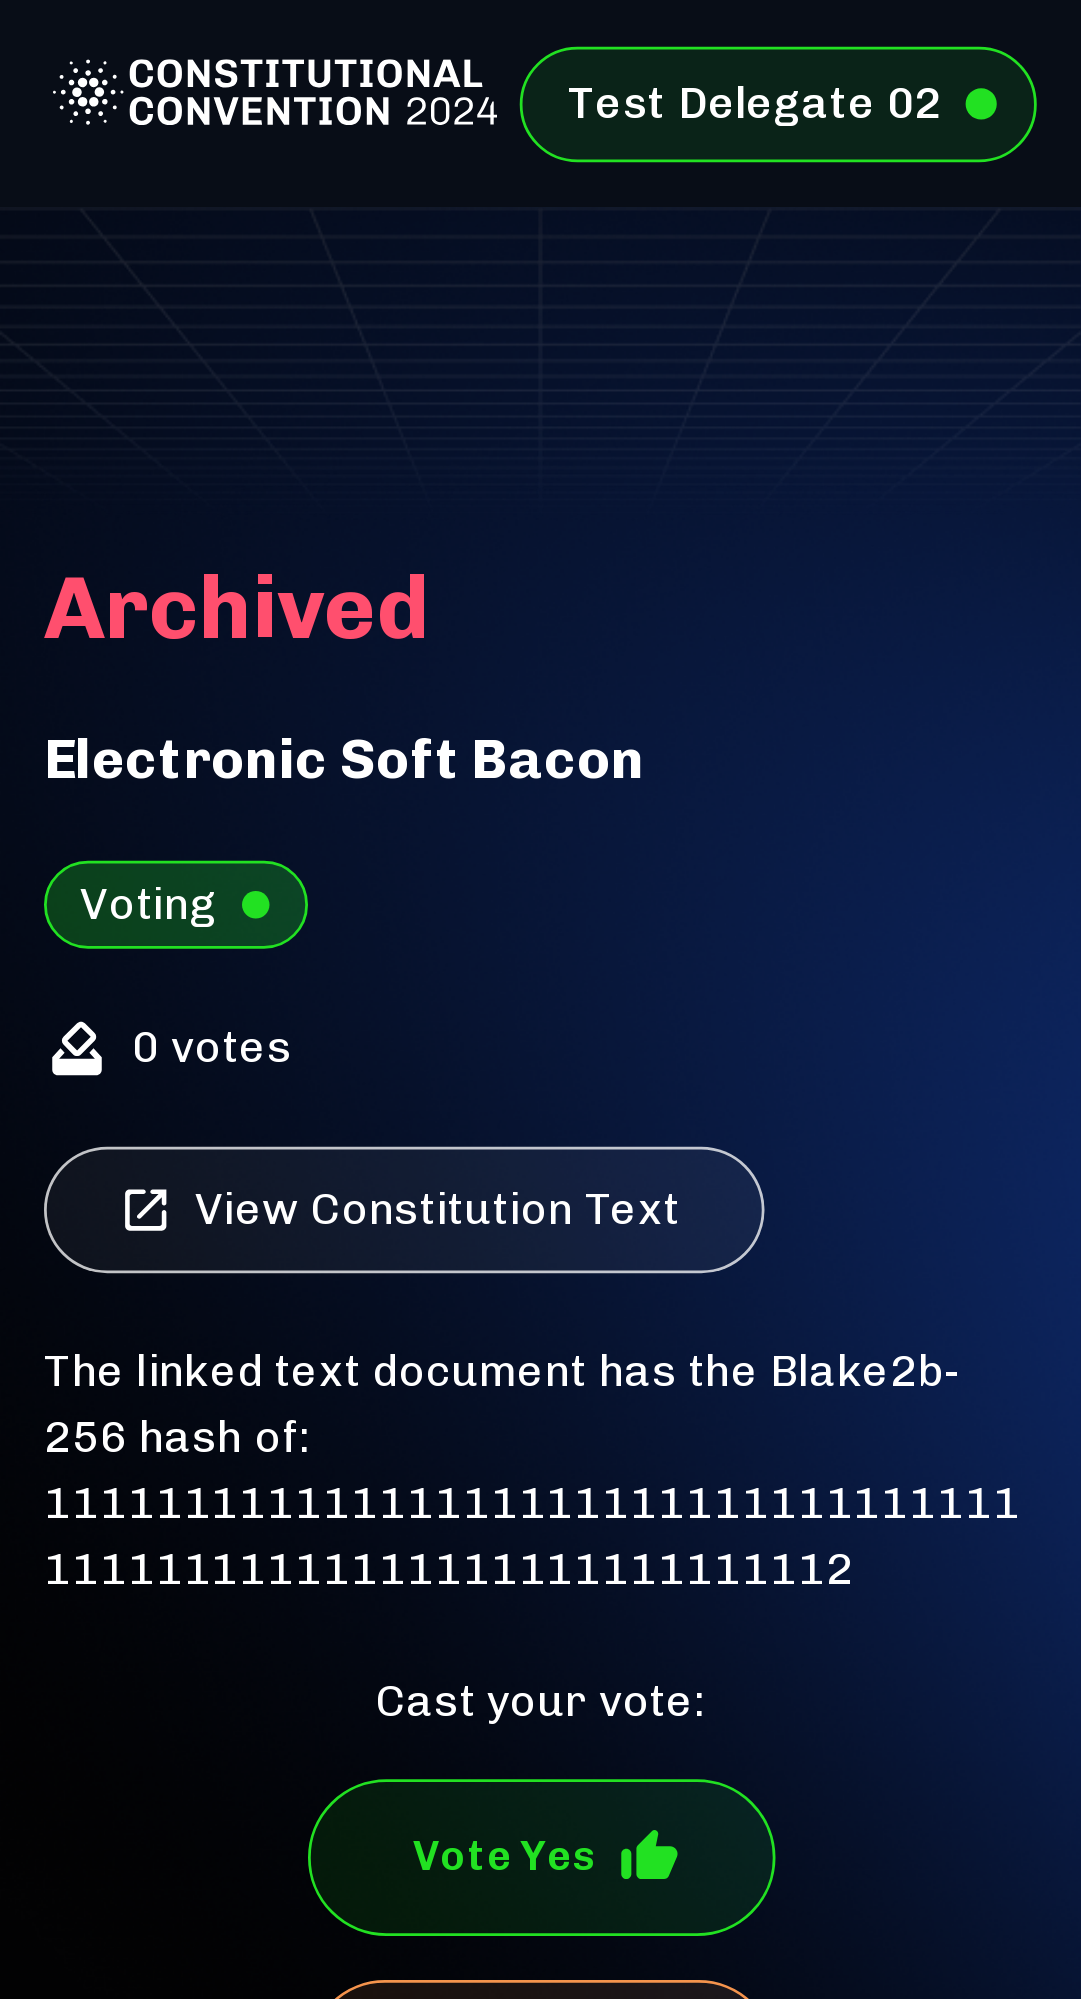 CONSTITUTIONAL
CONVENTION 2024
Test Delegate 02
Archived
Electronic Soft Bacon
Voting
0 votes
View Constitution Text
The linked text document has the Blake2b-
256 hash of:
11111111111111111111111111111111111
11111111111111111111111111112
Cast your vote:
Vote Yes